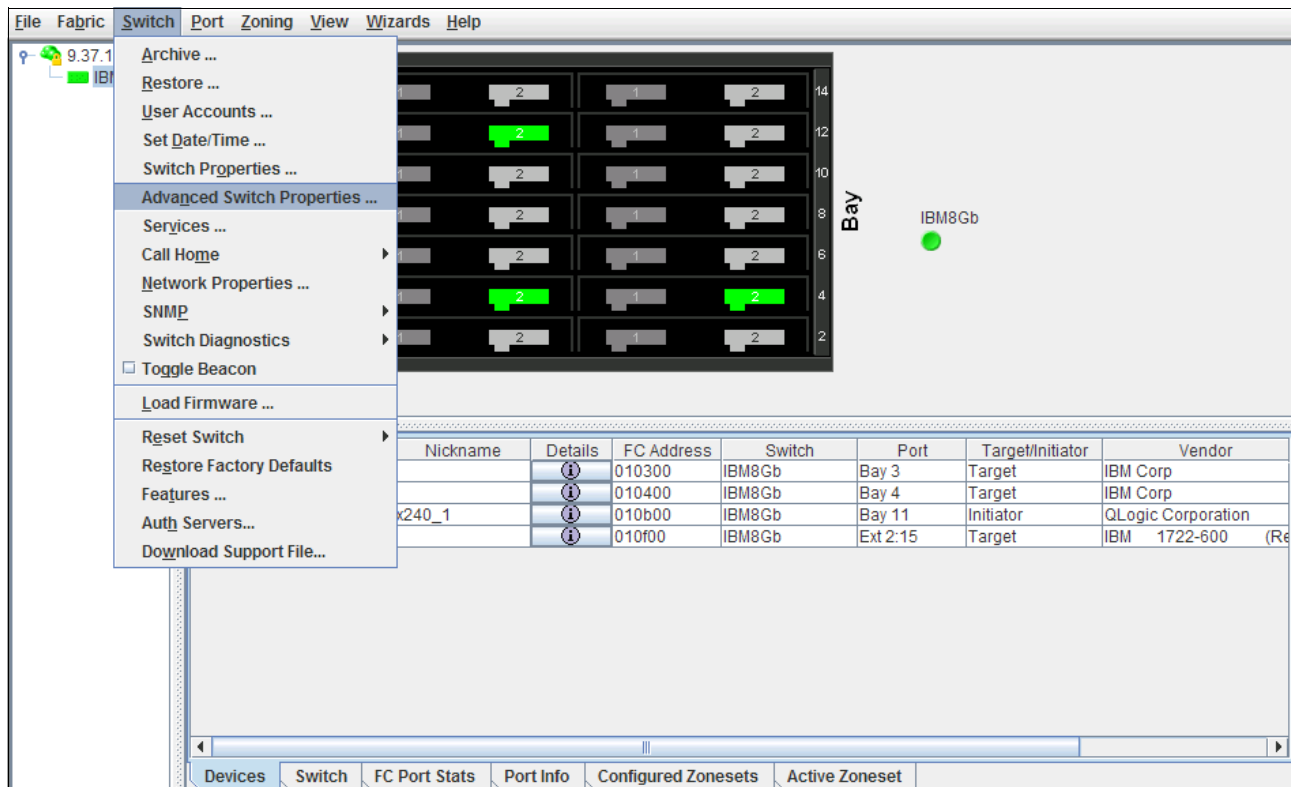 File Fabric Switch Port Zoning View Wizards Help
9.37.1
IBM
Archive ...
Restore ...
User Accounts ...
Set Date/Time ...
Switch Properties ...
Advanced Switch Properties ...
Services ...
Call Home
Network Properties ...
SNMP
Switch Diagnostics
Toggle Beacon
Load Firmware ...
Reset Switch
Restore Factory Defaults
Features ...
Auth Servers...
Download Support File...
1 2 1 2 14
1 2 1 2 12
1 2 1 2 10
1 2 1 2 8
1 2 1 2 6
1 2 1 2 4
1 2 1 2 2
Bay
IBM8Gb
Nickname Details FC Address Switch Port Target/Initiator Vendor
010300 IBM8Gb Bay 3 Target IBM Corp
010400 IBM8Gb Bay 4 Target IBM Corp
x240_1 010b00 IBM8Gb Bay 11 Initiator QLogic Corporation
010f00 IBM8Gb Ext 2:15 Target IBM 1722-600 (Re
Devices Switch FC Port Stats Port Info Configured Zonesets Active Zoneset